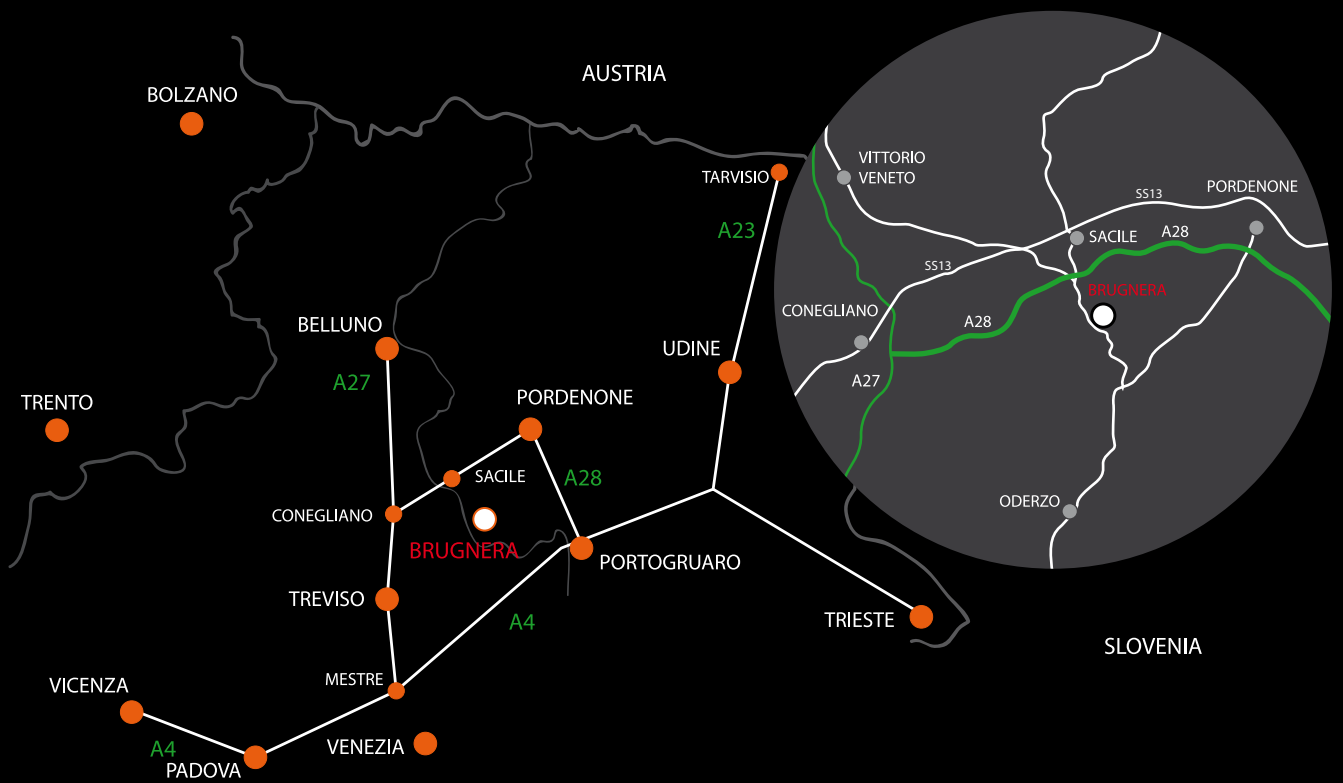 AUSTRIA
BOLZANO
TARVISIO
A23
BELLUNO
A27
UDINE
TRENTO
PORDENONE
SACILE
A28
CONEGLIANO
BRUGNERA
PORTOGRUARO
TREVISO
A4
TRIESTE
SLOVENIA
MESTRE
VICENZA
A4
VENEZIA
PADOVA
VITTORIO
VENETO
SS13
PORDENONE
SACILE
A28
SS13
BRUGNERA
CONEGLIANO
A28
A27
ODERZO